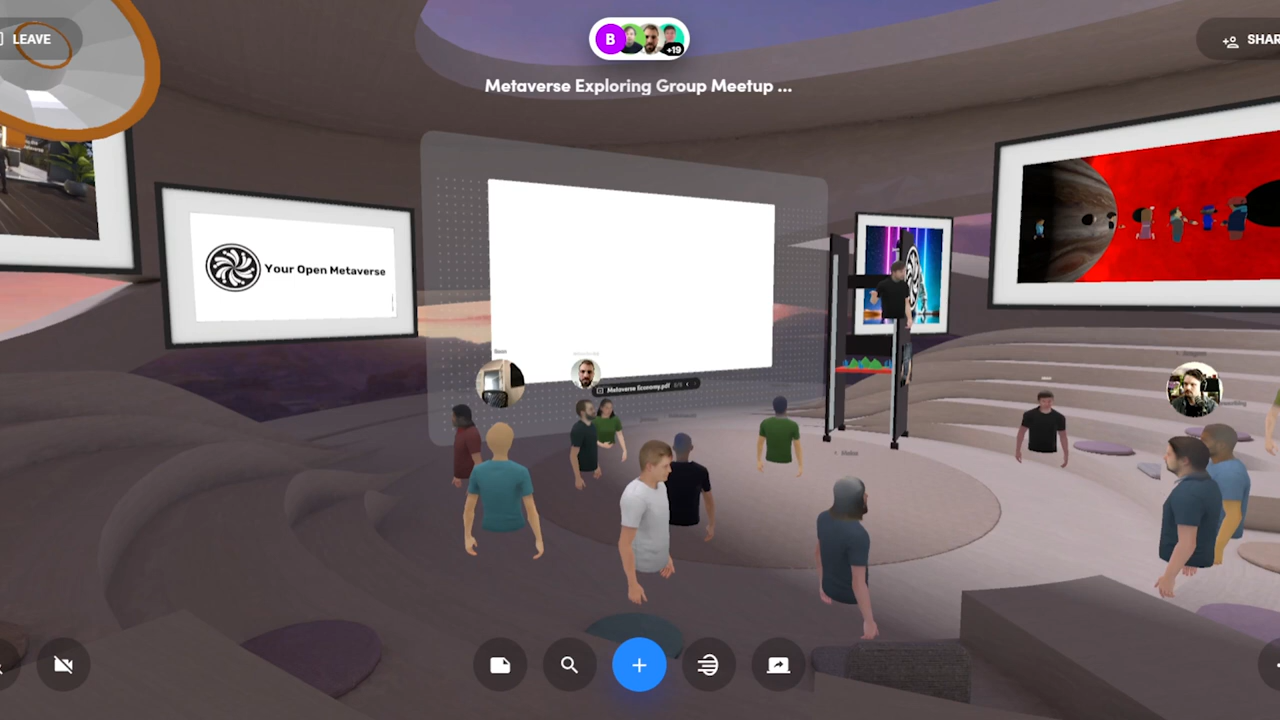 LEAVE
B
+19
SHAR
Metaverse Exploring Group Meetup ...
Your Open Metaverse
Metaverse Economy.pdf